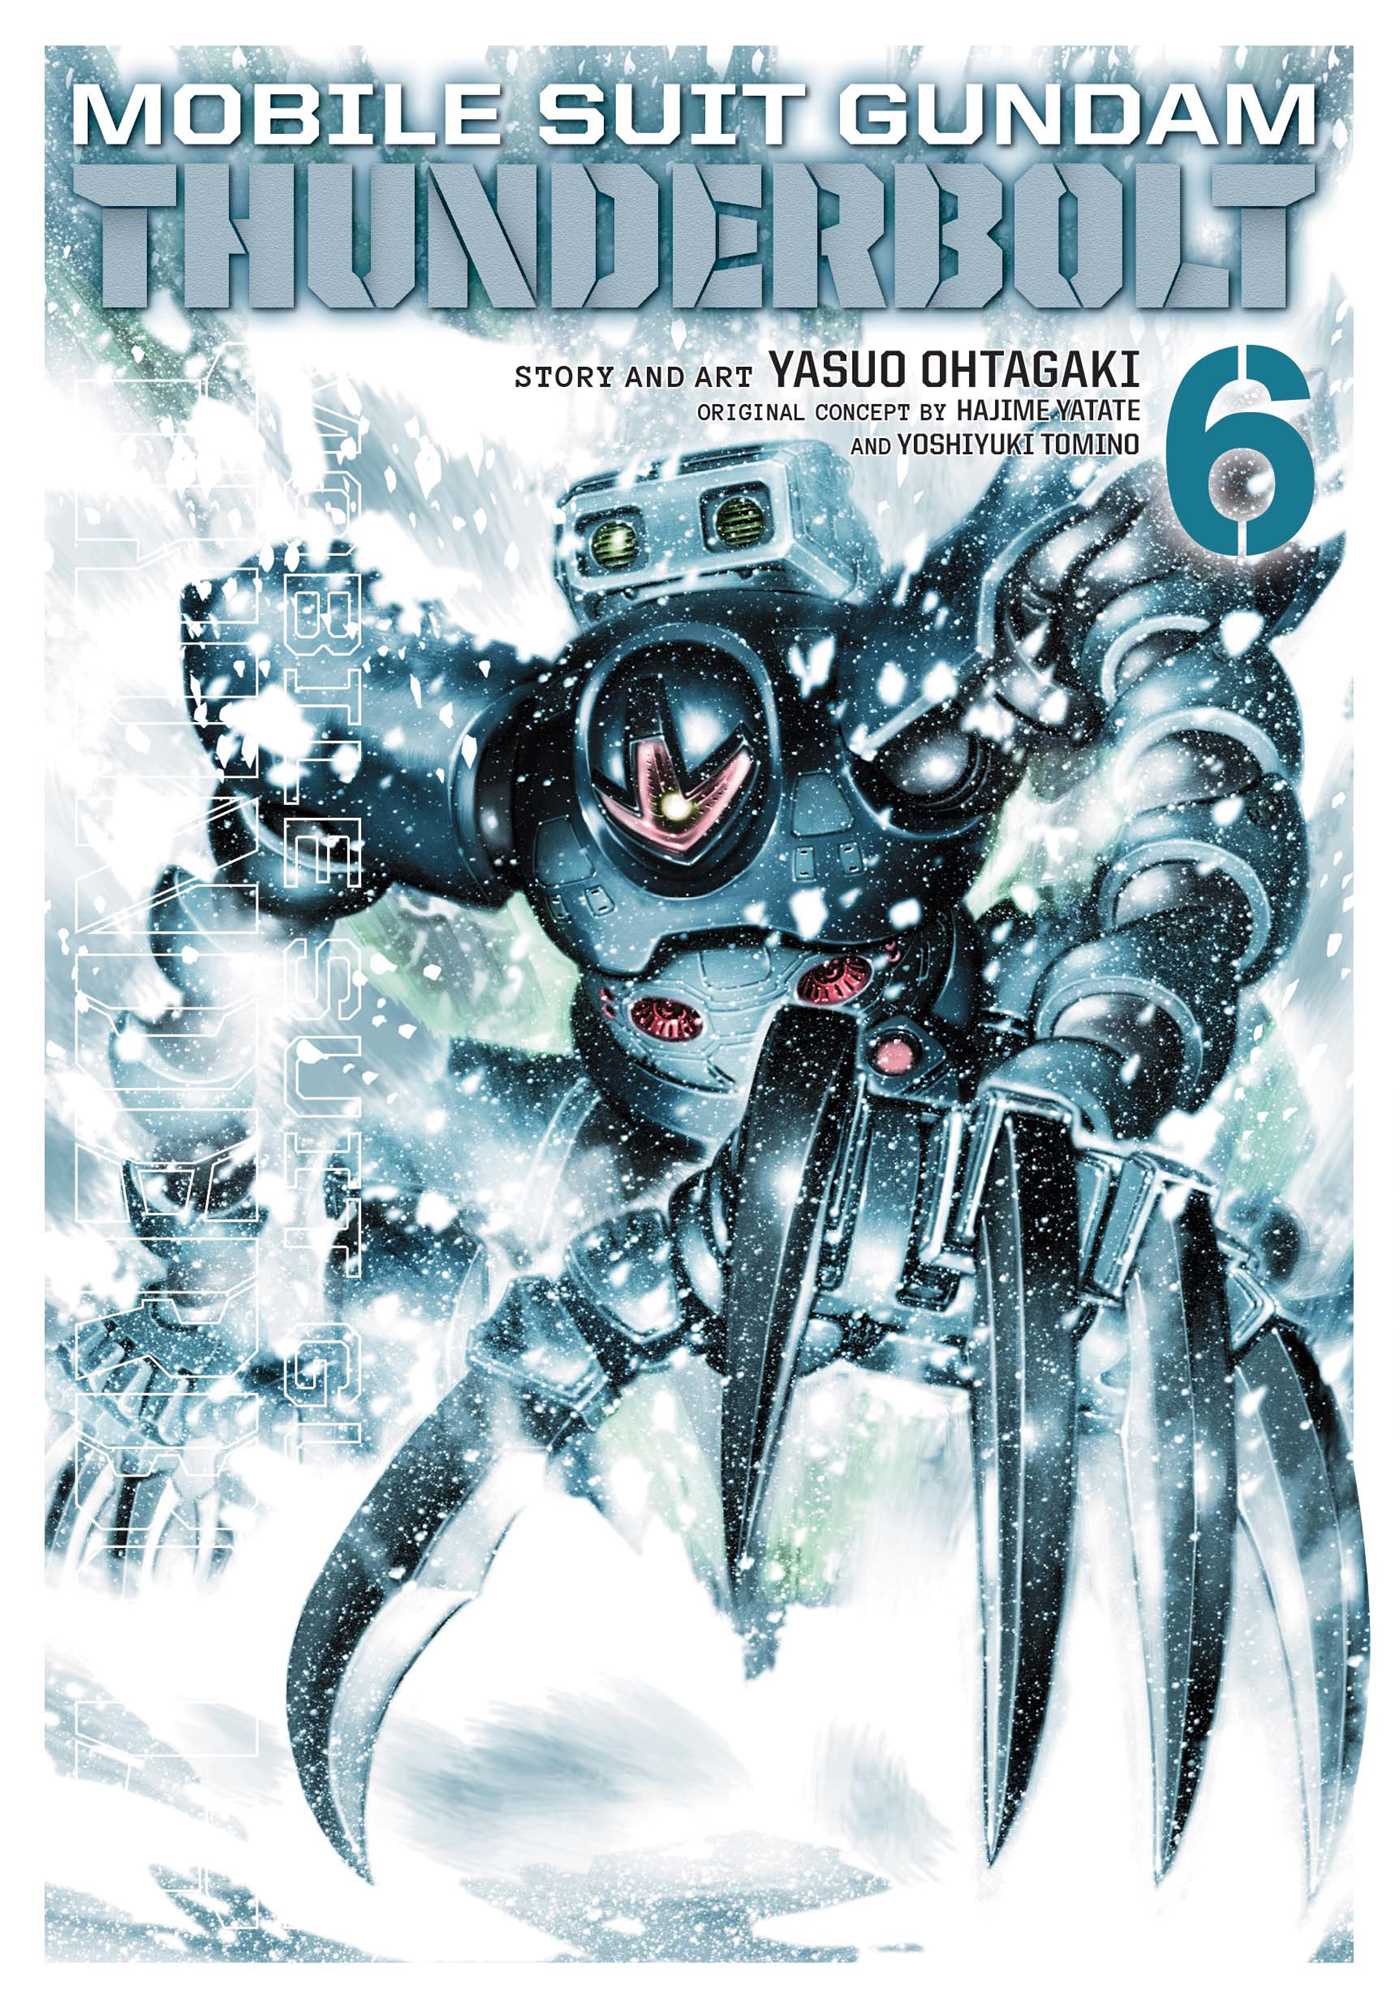 MOBILE SUIT GUNDAM
THUNDERBOLT
STORY AND ART YASUO OHTAGAKI
ORIGINAL CONCEPT BY HAJIME YATATE
AND YOSHIYUKI TOMINO
6